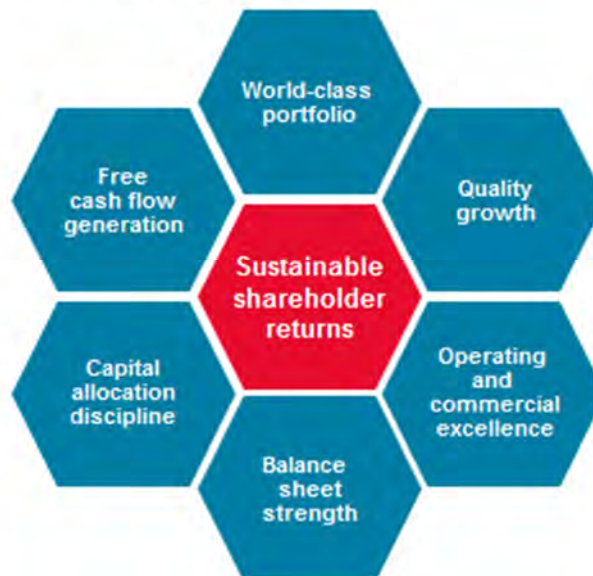 World-class
portfolio
Free
cash flow
generation
Quality
growth
Sustainable
shareholder
returns
Capital
allocation
discipline
Operating
and
commercial
excellence
Balance
sheet
strength